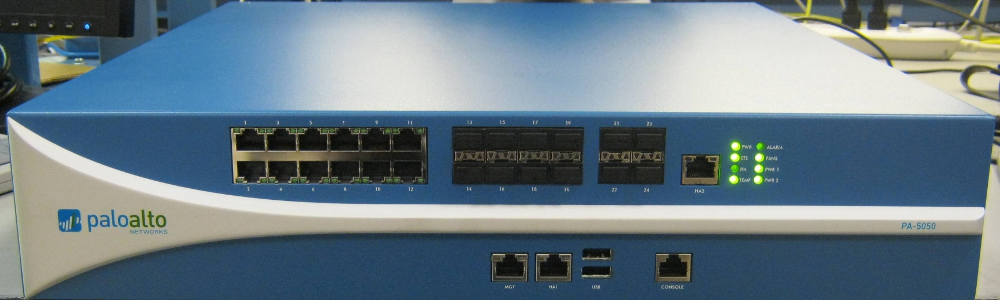 1 3 5 7 9 11 13 15 17 19 21 23
PWR ALARM
STS FANS
HA PWR 1
TEMP PWR 2
2 4 6 8 10 12 14 16 18 20 22 24 HA2
paloalto
NETWORKS
PA-5050
MGT HA1 USB CONSOLE